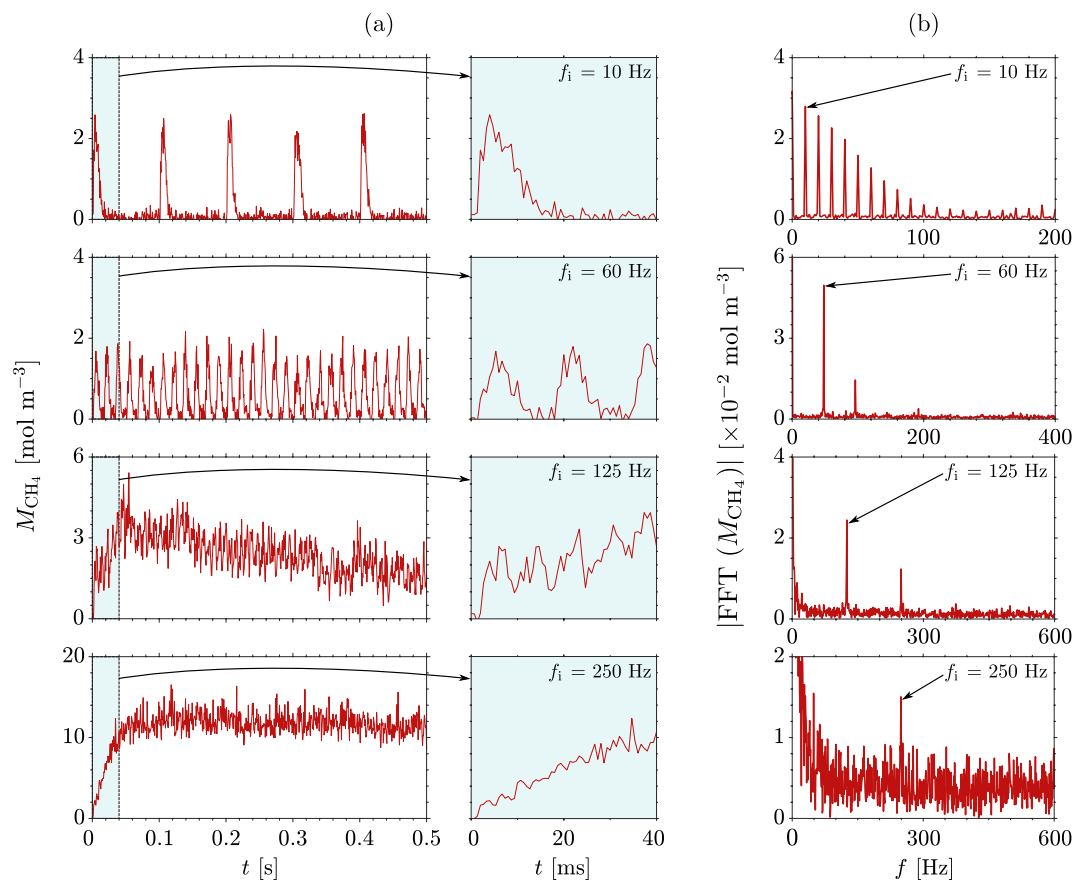 (a) (b)
4
2
0
f_i = 10 Hz
4
2
0
f_i = 10 Hz
0 100 200
4
2
0
f_i = 60 Hz
6
4
2
0
f_i = 60 Hz
0 200 400
M_CH₄ [mol m⁻³]
|FFT (M_CH₄)| [×10⁻² mol m⁻³]
6
3
0
f_i = 125 Hz
4
2
0
f_i = 125 Hz
0 300 600
20
10
0
f_i = 250 Hz
2
1
0
f_i = 250 Hz
0 0.1 0.2 0.3 0.4 0.5
0 20 40
0 300 600
t [s] t [ms] f [Hz]